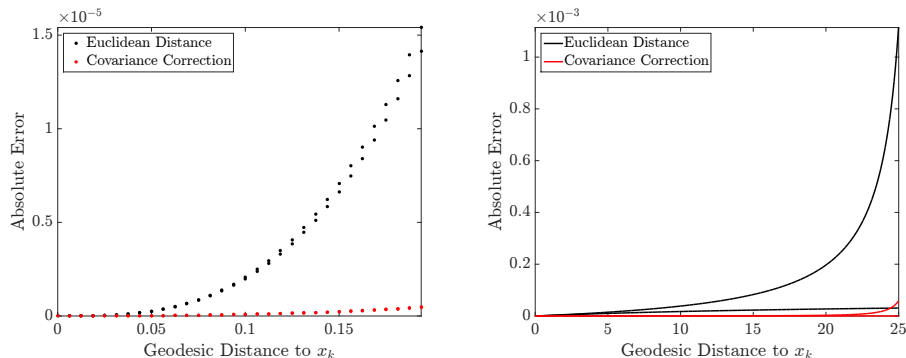 ×10⁻⁵
1.5
1
0.5
0
Absolute Error
Euclidean Distance
Covariance Correction
0
0.05
0.1
0.15
Geodesic Distance to xₖ
×10⁻³
1
0.8
0.6
0.4
0.2
0
Absolute Error
Euclidean Distance
Covariance Correction
0
5
10
15
20
25
Geodesic Distance to xₖ